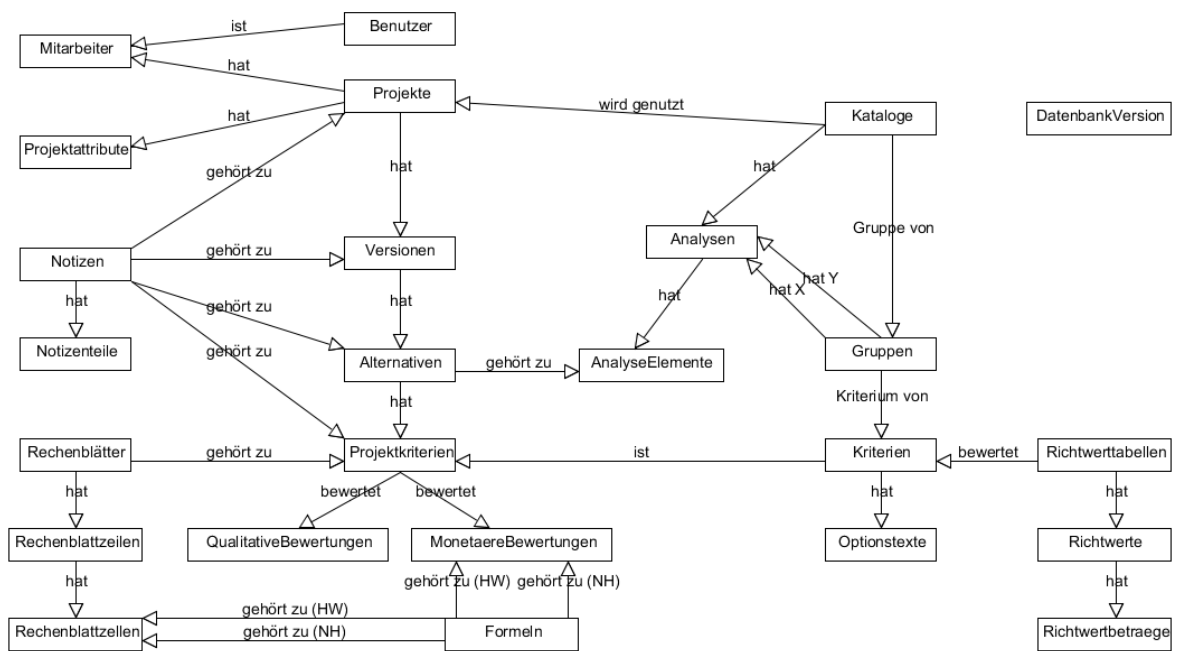 ist
Benutzer
Mitarbeiter
hat
Projekte
wird genutzt
Kataloge
DatenbankVersion
hat
Projektattribute
gehört zu
hat
hat
Gruppe von
Analysen
Notizen
gehört zu
Versionen
hat Y
hat X
hat
gehört zu
hat
hat
Notizenteile
gehört zu
Alternativen
gehört zu
AnalyseElemente
Gruppen
hat
Kriterium von
Rechenblätter
gehört zu
Projektkriterien
ist
Kriterien
bewertet
Richtwerttabellen
hat
bewertet
bewertet
hat
hat
Rechenblattzeilen
QualitativeBewertungen
MonetaereBewertungen
Optionstexte
Richtwerte
hat
gehört zu (HW)
gehört zu (NH)
hat
gehört zu (HW)
Rechenblattzellen
gehört zu (NH)
Formeln
Richtwertbetraege